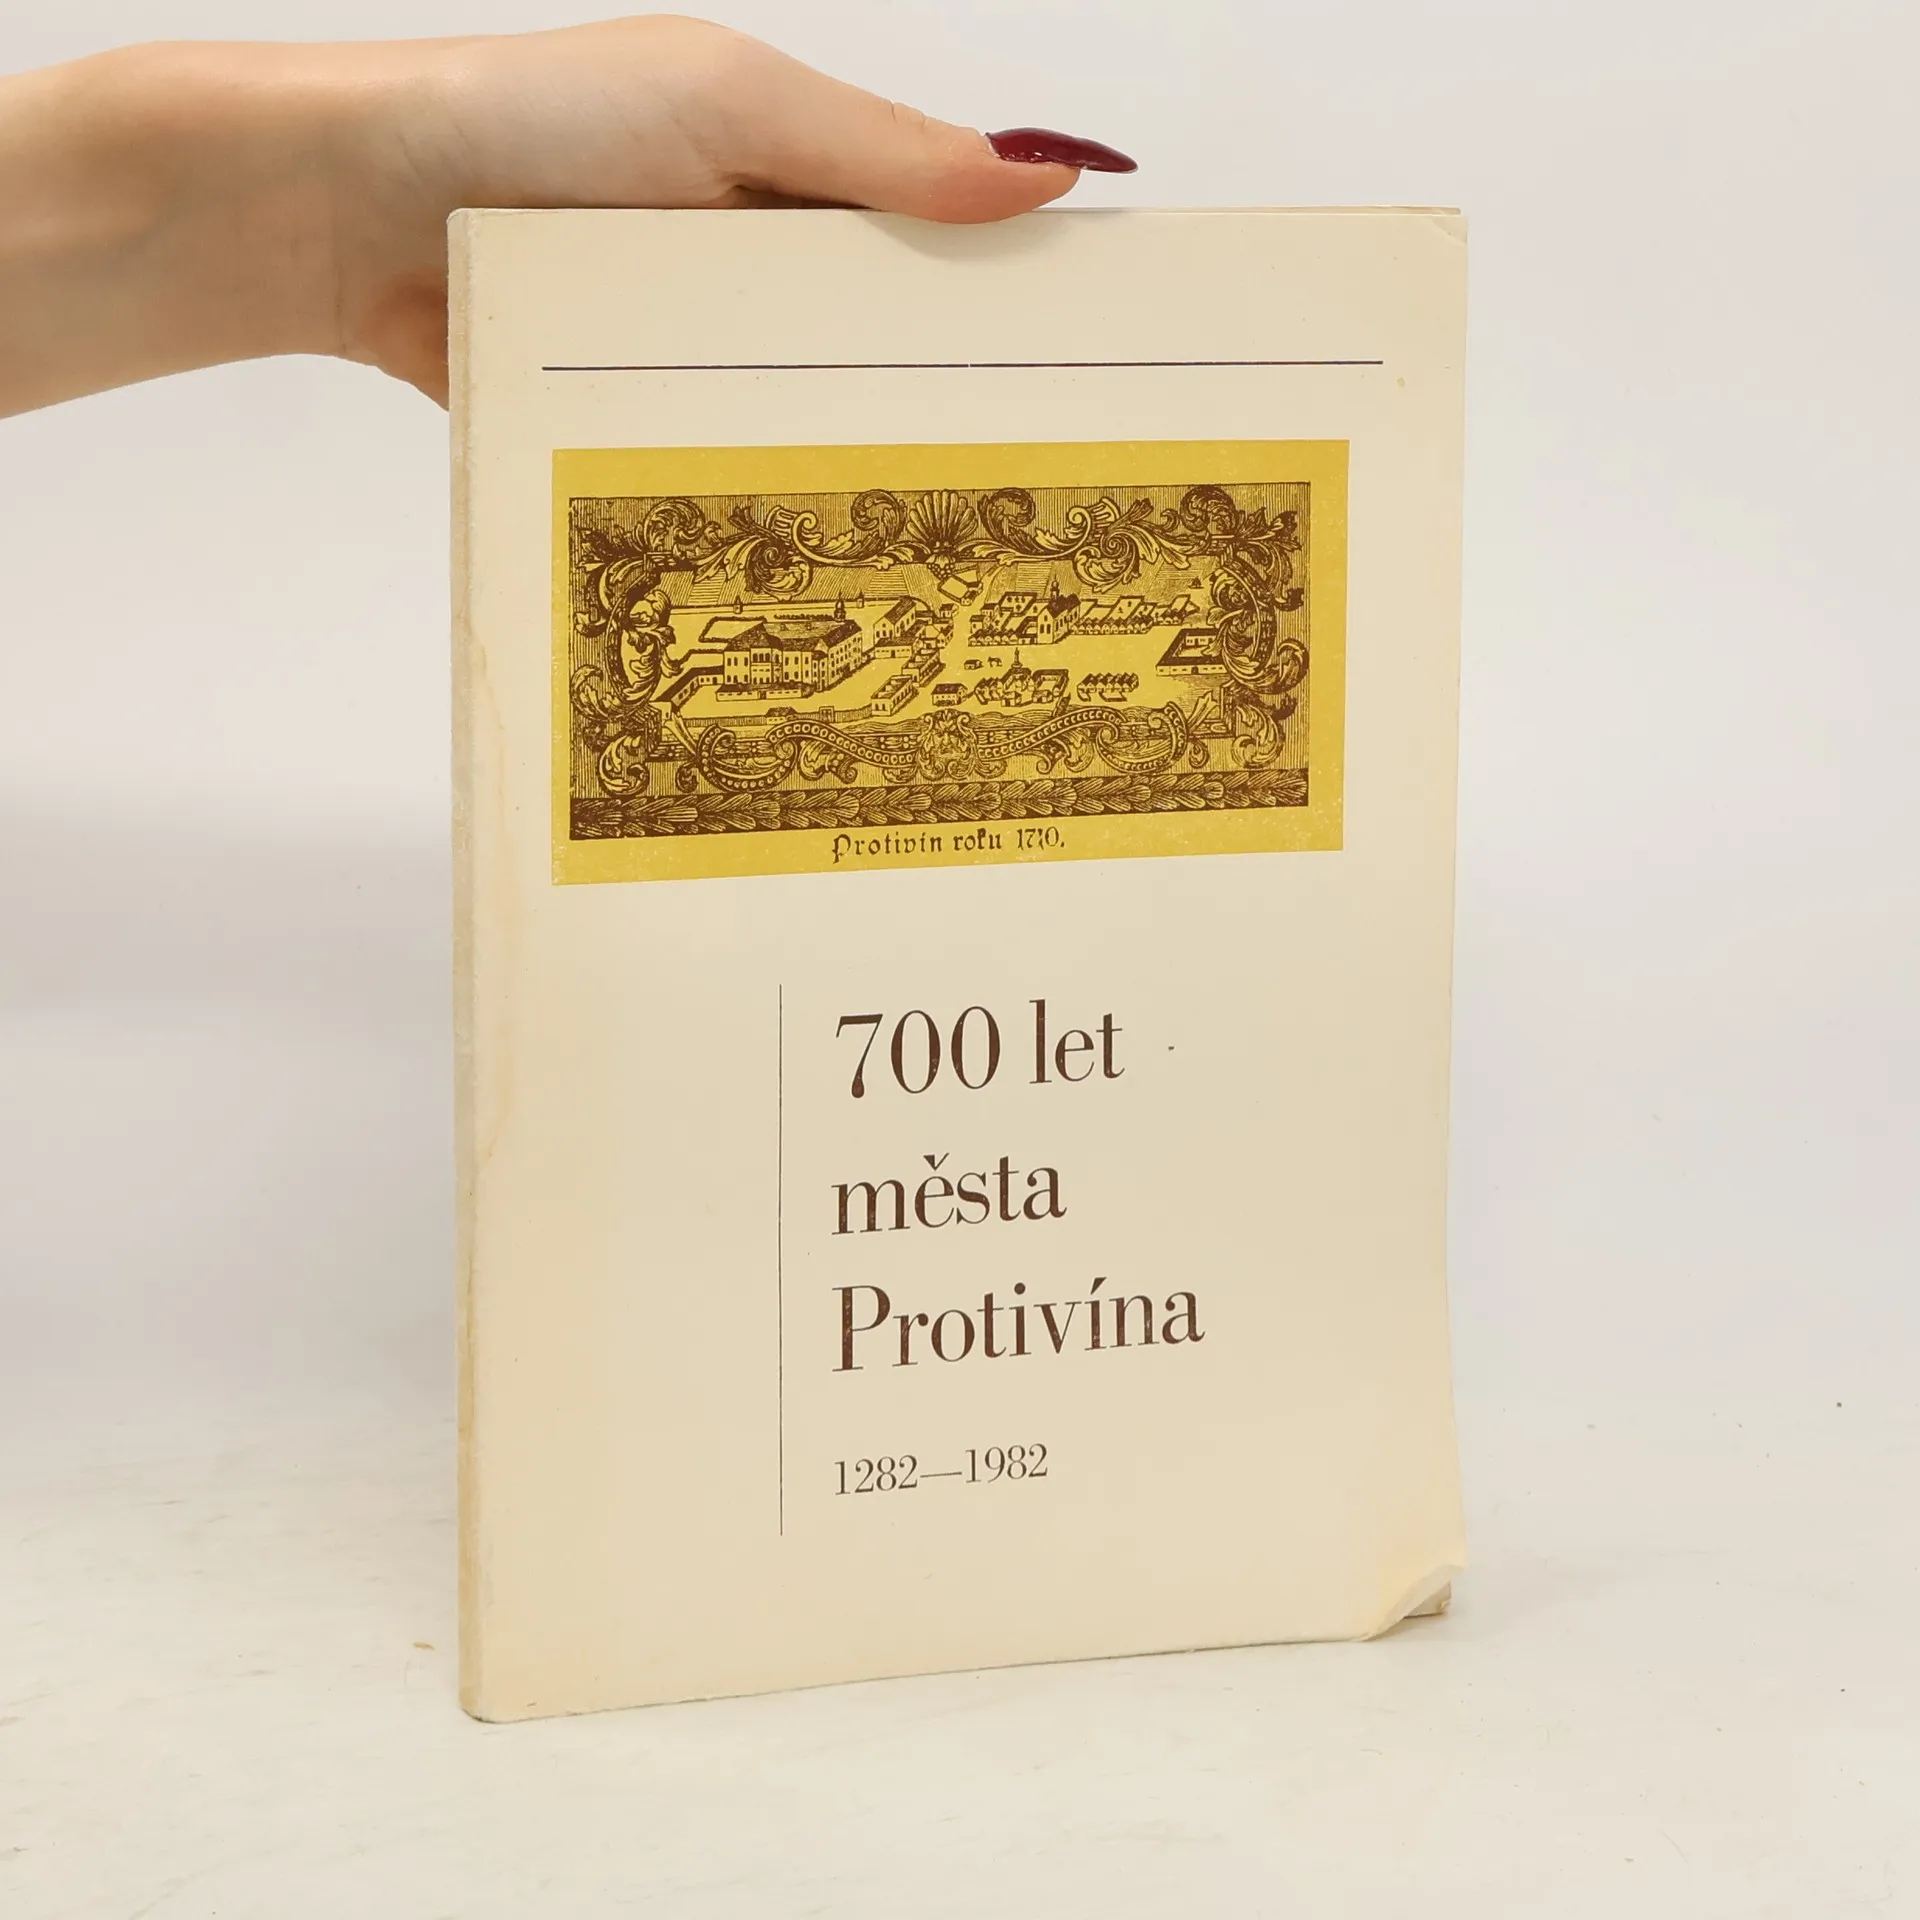 Protivín roku 1710.
700 let
města
Protivína
1282—1982